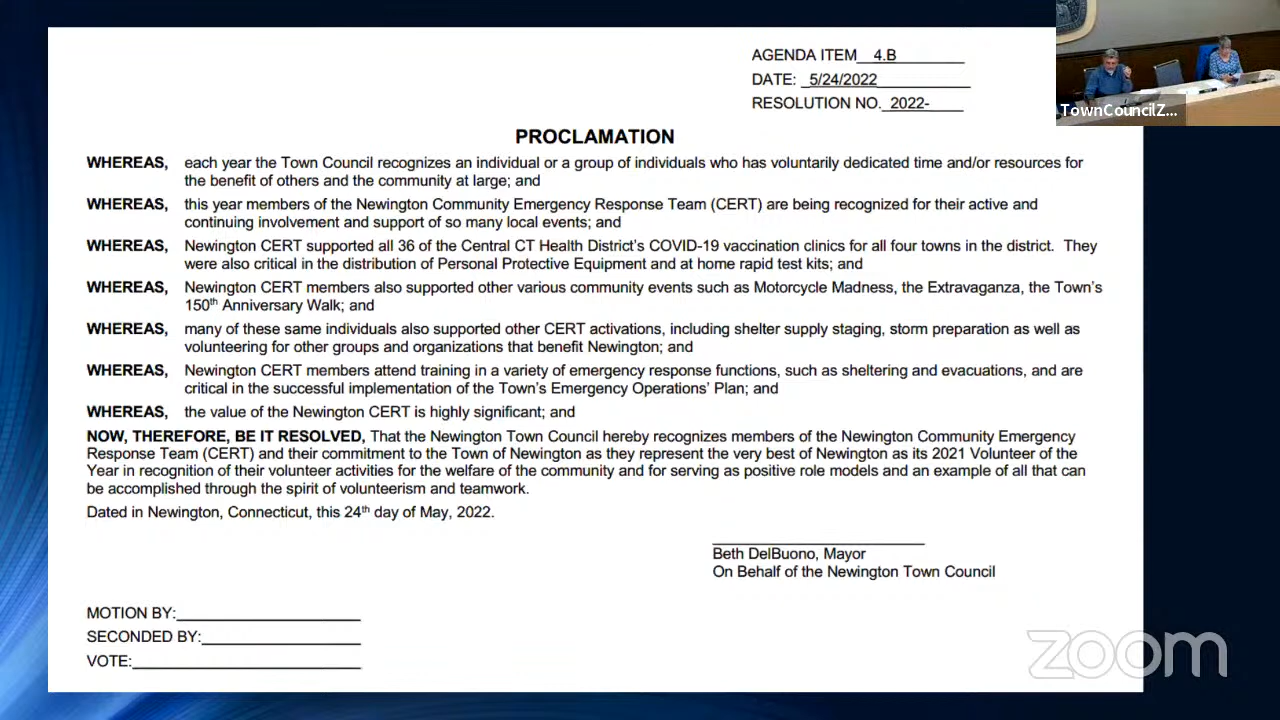 AGENDA ITEM__4.B________
DATE: _5/24/2022___________
RESOLUTION NO._2022-____
TownCouncilZ...
PROCLAMATION
WHEREAS, each year the Town Council recognizes an individual or a group of individuals who has voluntarily dedicated time and/or resources for
the benefit of others and the community at large; and
WHEREAS, this year members of the Newington Community Emergency Response Team (CERT) are being recognized for their active and
continuing involvement and support of so many local events; and
WHEREAS, Newington CERT supported all 36 of the Central CT Health District's COVID-19 vaccination clinics for all four towns in the district. They
were also critical in the distribution of Personal Protective Equipment and at home rapid test kits; and
WHEREAS, Newington CERT members also supported other various community events such as Motorcycle Madness, the Extravaganza, the Town's
150th Anniversary Walk; and
WHEREAS, many of these same individuals also supported other CERT activations, including shelter supply staging, storm preparation as well as
volunteering for other groups and organizations that benefit Newington; and
WHEREAS, Newington CERT members attend training in a variety of emergency response functions, such as sheltering and evacuations, and are
critical in the successful implementation of the Town's Emergency Operations' Plan; and
WHEREAS, the value of the Newington CERT is highly significant; and
NOW, THEREFORE, BE IT RESOLVED, That the Newington Town Council hereby recognizes members of the Newington Community Emergency
Response Team (CERT) and their commitment to the Town of Newington as they represent the very best of Newington as its 2021 Volunteer of the
Year in recognition of their volunteer activities for the welfare of the community and for serving as positive role models and an example of all that can
be accomplished through the spirit of volunteerism and teamwork.
Dated in Newington, Connecticut, this 24th day of May, 2022.
Beth DelBuono, Mayor
On Behalf of the Newington Town Council
MOTION BY:______________________
SECONDED BY:___________________
VOTE:___________________________
zoom